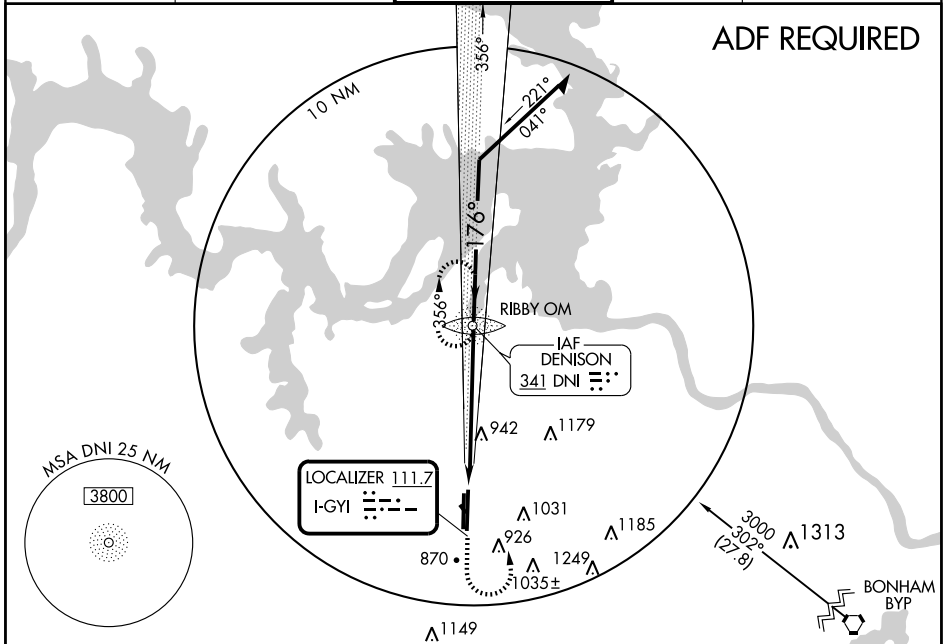 ADF REQUIRED
356°
10 NM
221°
041°
176°
356°
RIBBY OM
IAF
DENISON
341 DNI
942
1179
MSA DNI 25 NM
3800
LOCALIZER 111.7
I-GYI
1031
926
1185
870
1035±
1249
3000
302°
(27.8)
1313
BONHAM
BYP
1149